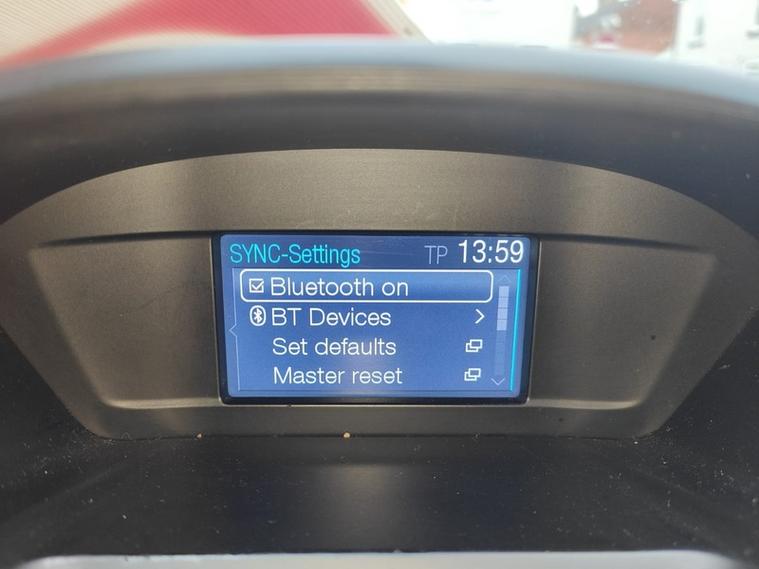 SYNC-Settings TP 13:59
Bluetooth on
BT Devices
Set defaults
Master reset